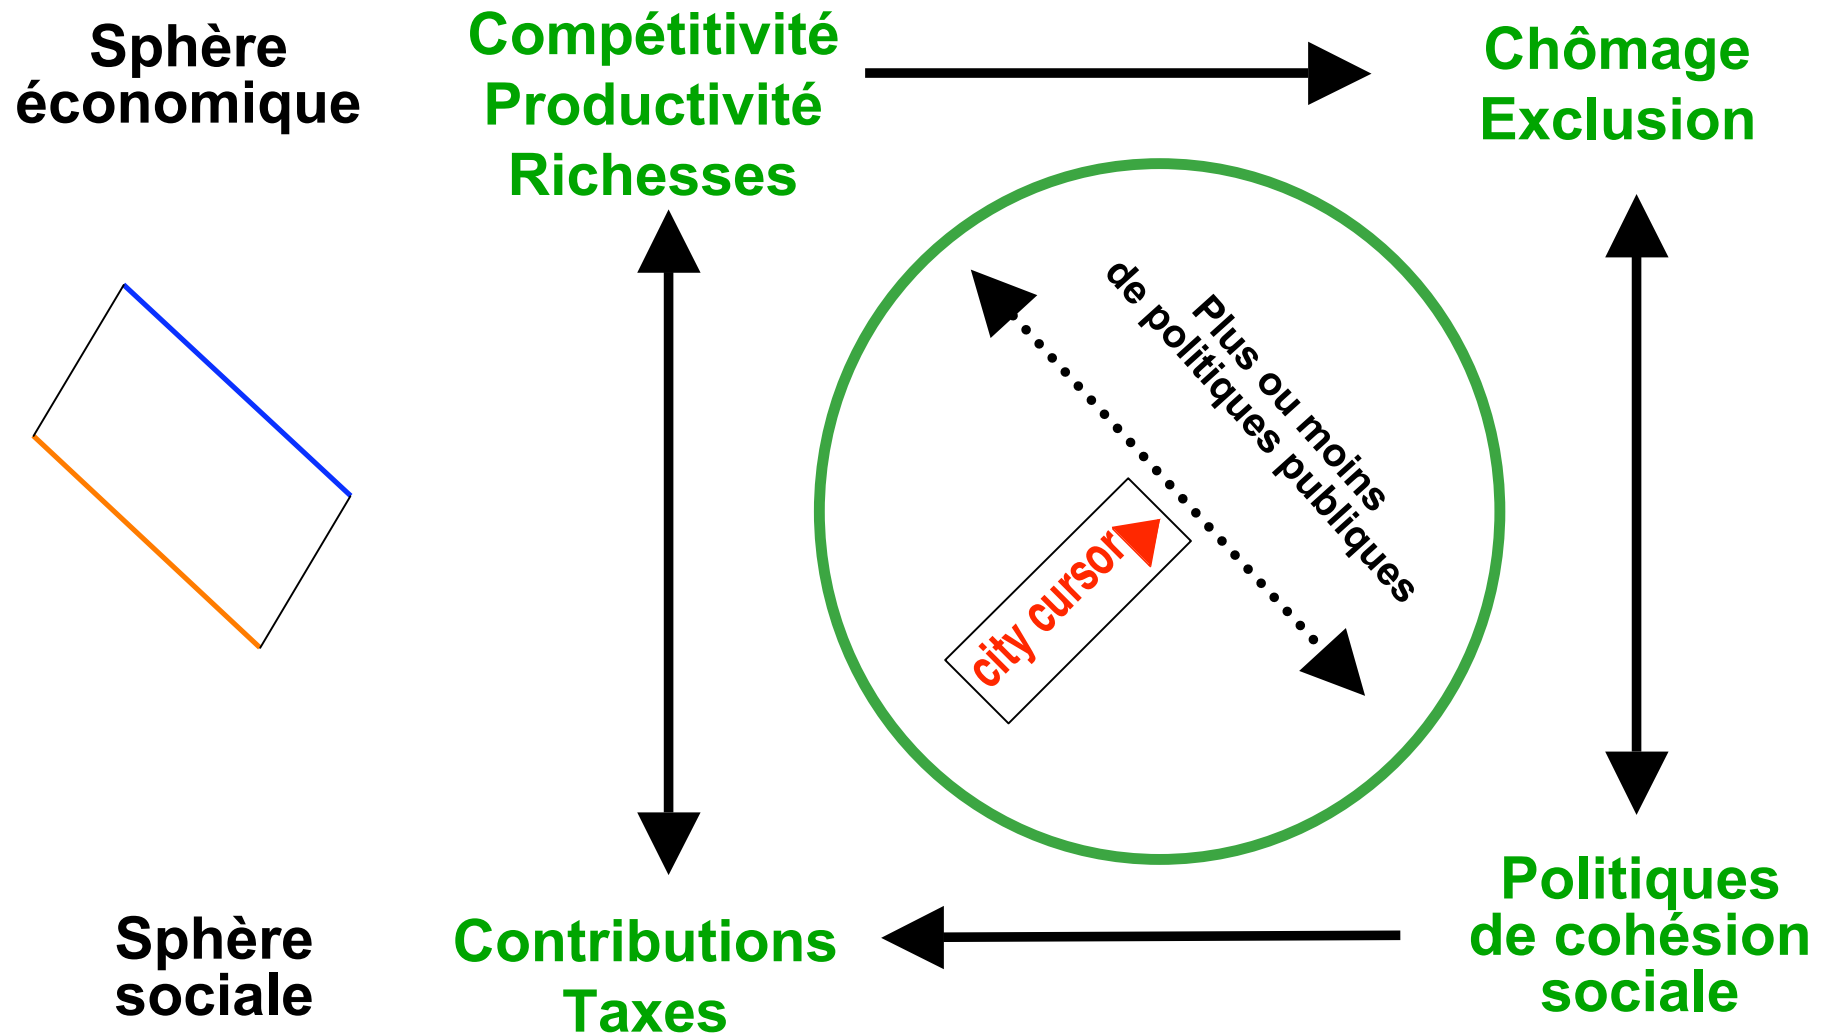 Sphère
économique
Compétitivité
Productivité
Richesses
Chômage
Exclusion
Plus ou moins
de politiques publiques
city cursor
Sphère
sociale
Contributions
Taxes
Politiques
de cohésion
sociale